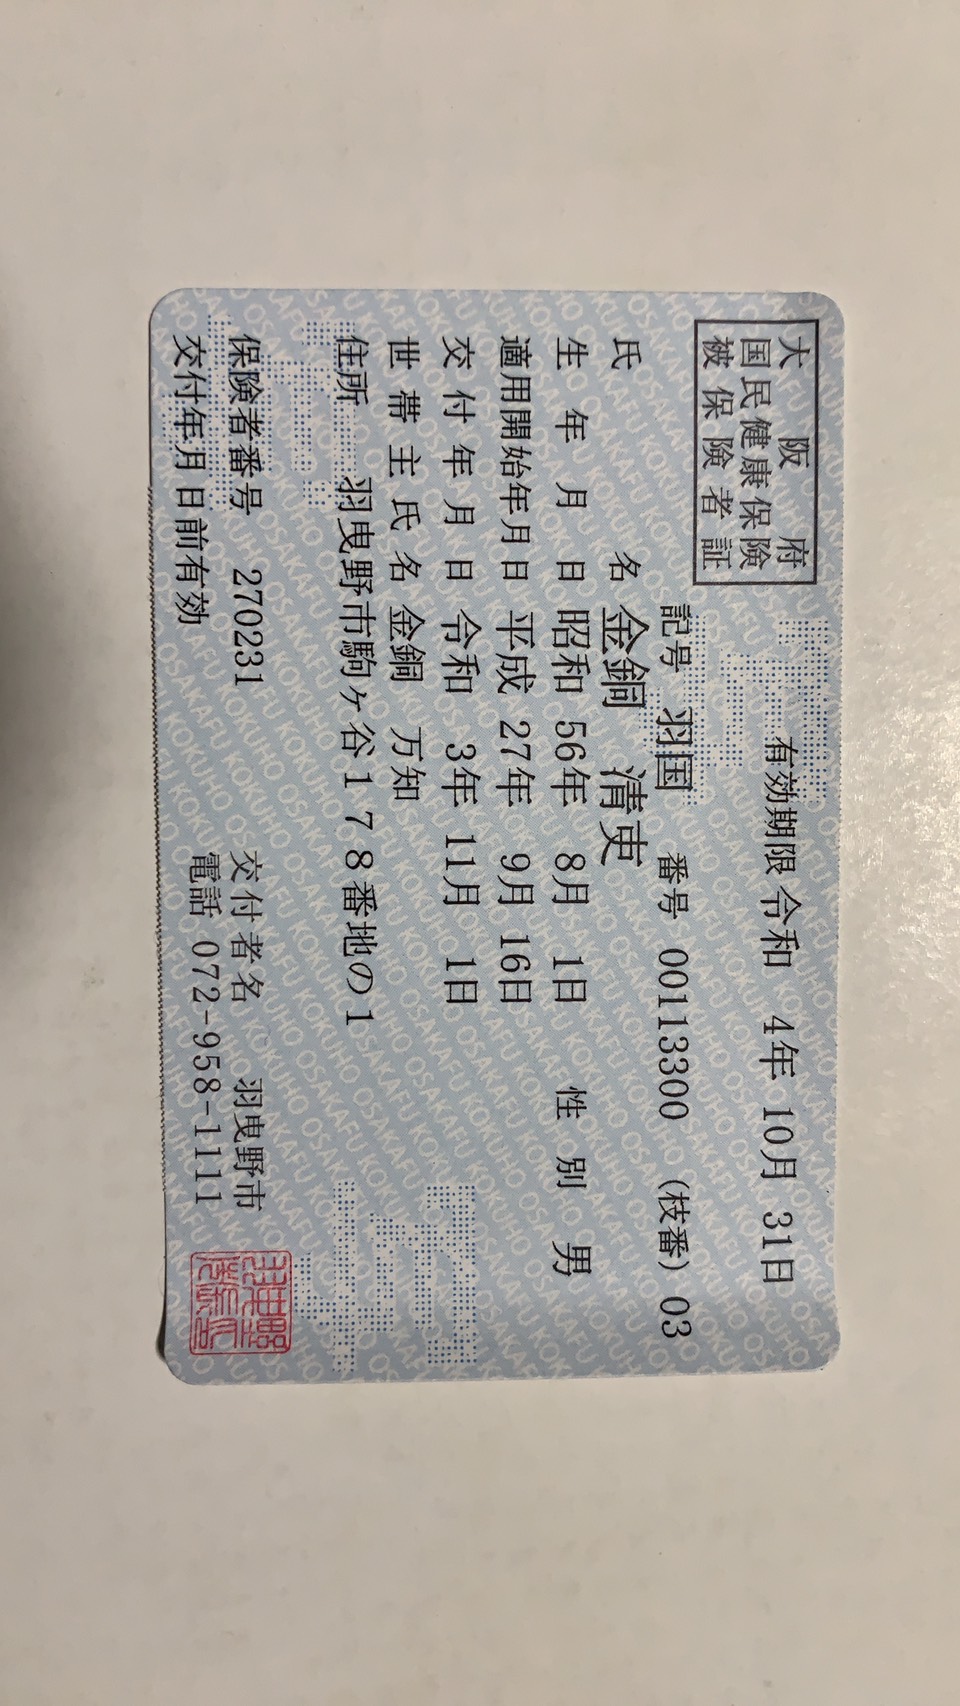 大阪府
国民健康保険
被保険者証
有効期限 令和 4年 10月 31日
記号 羽国 番号 00113300 (枝番) 03
氏名 金銅 清吏
生年月日 昭和 56年 8月 1日 性別 男
適用開始年月日 平成 27年 9月 16日
交付年月日 令和 3年 11月 1日
世帯主氏名 金銅 万知
住所 羽曳野市駒ヶ谷178番地の1
保険者番号 270231 交付者名 羽曳野市
交付年月日前有効 電話 072-958-1111
OSAKAFU KOKUHO